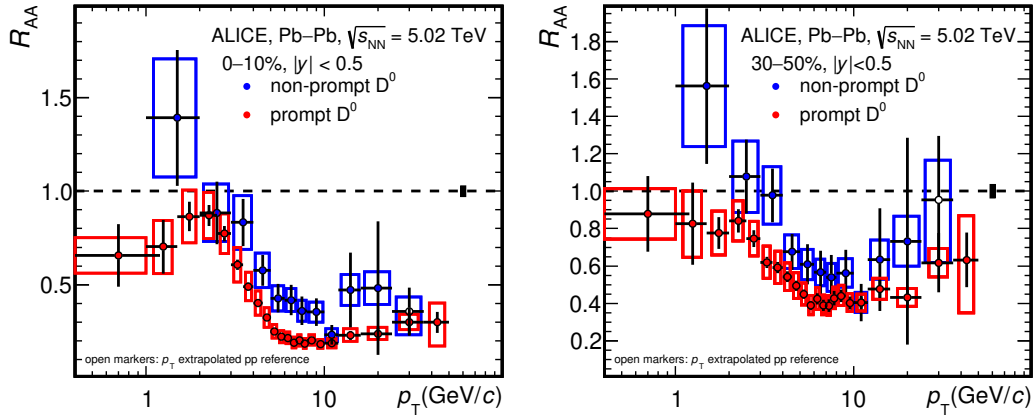 R_AA
1.5
1.0
0.5
ALICE, Pb–Pb, √s_NN = 5.02 TeV
0–10%, |y| < 0.5
non-prompt D⁰
prompt D⁰
open markers: p_T extrapolated pp reference
1
10
p_T(GeV/c)
R_AA
1.8
1.6
1.4
1.2
1.0
0.8
0.6
0.4
0.2
ALICE, Pb–Pb, √s_NN = 5.02 TeV
30–50%, |y|<0.5
non-prompt D⁰
prompt D⁰
open markers: p_T extrapolated pp reference
1
10
p_T(GeV/c)